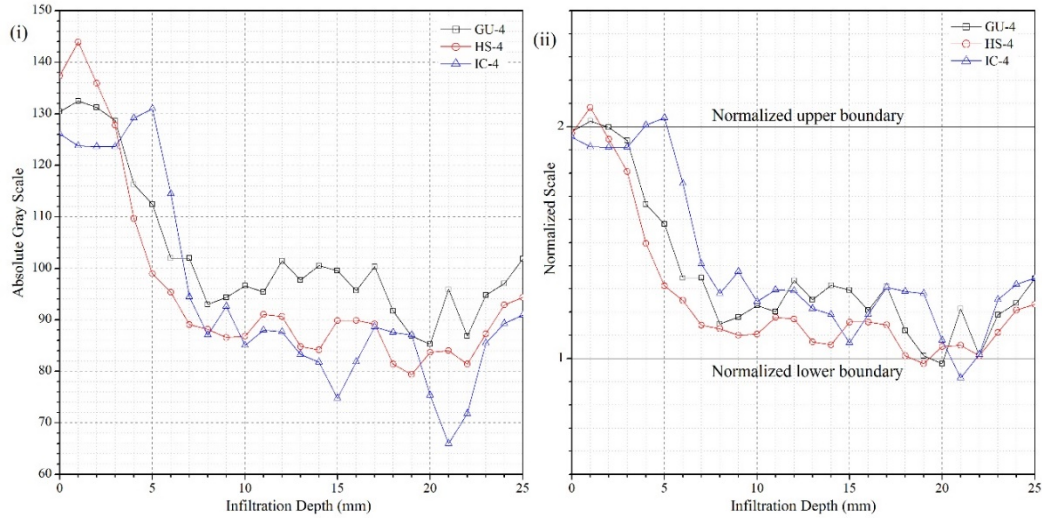 (i)
150
140
130
120
110
100
90
80
70
60
Absolute Gray Scale
GU-4
HS-4
IC-4
0 5 10 15 20 25
Infiltration Depth (mm)
(ii)
2
1
Normalized Scale
GU-4
HS-4
IC-4
Normalized upper boundary
Normalized lower boundary
0 5 10 15 20 25
Infiltration Depth (mm)